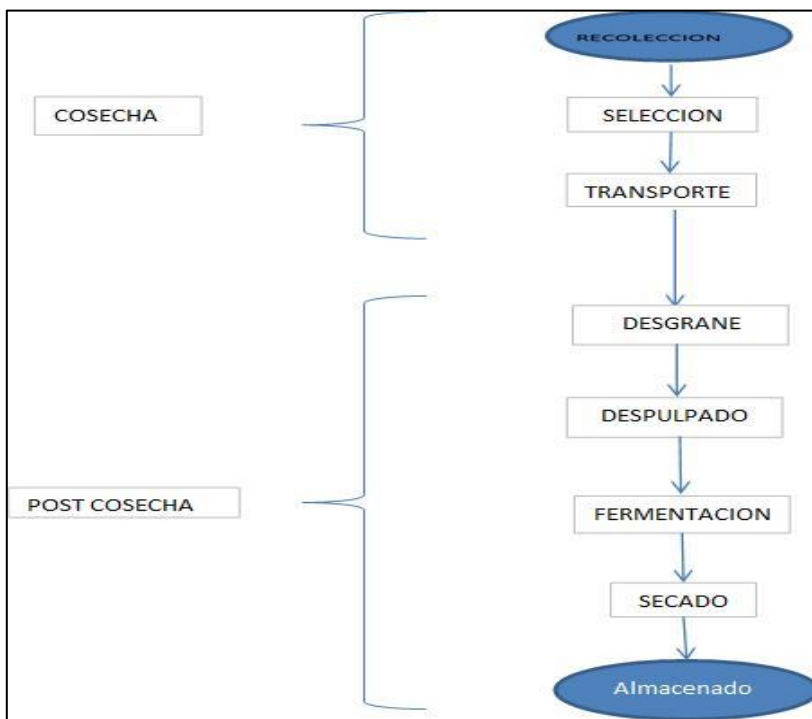 RECOLECCION
COSECHA
SELECCION
TRANSPORTE
DESGRANE
DESPULPADO
POST COSECHA
FERMENTACION
SECADO
Almacenado